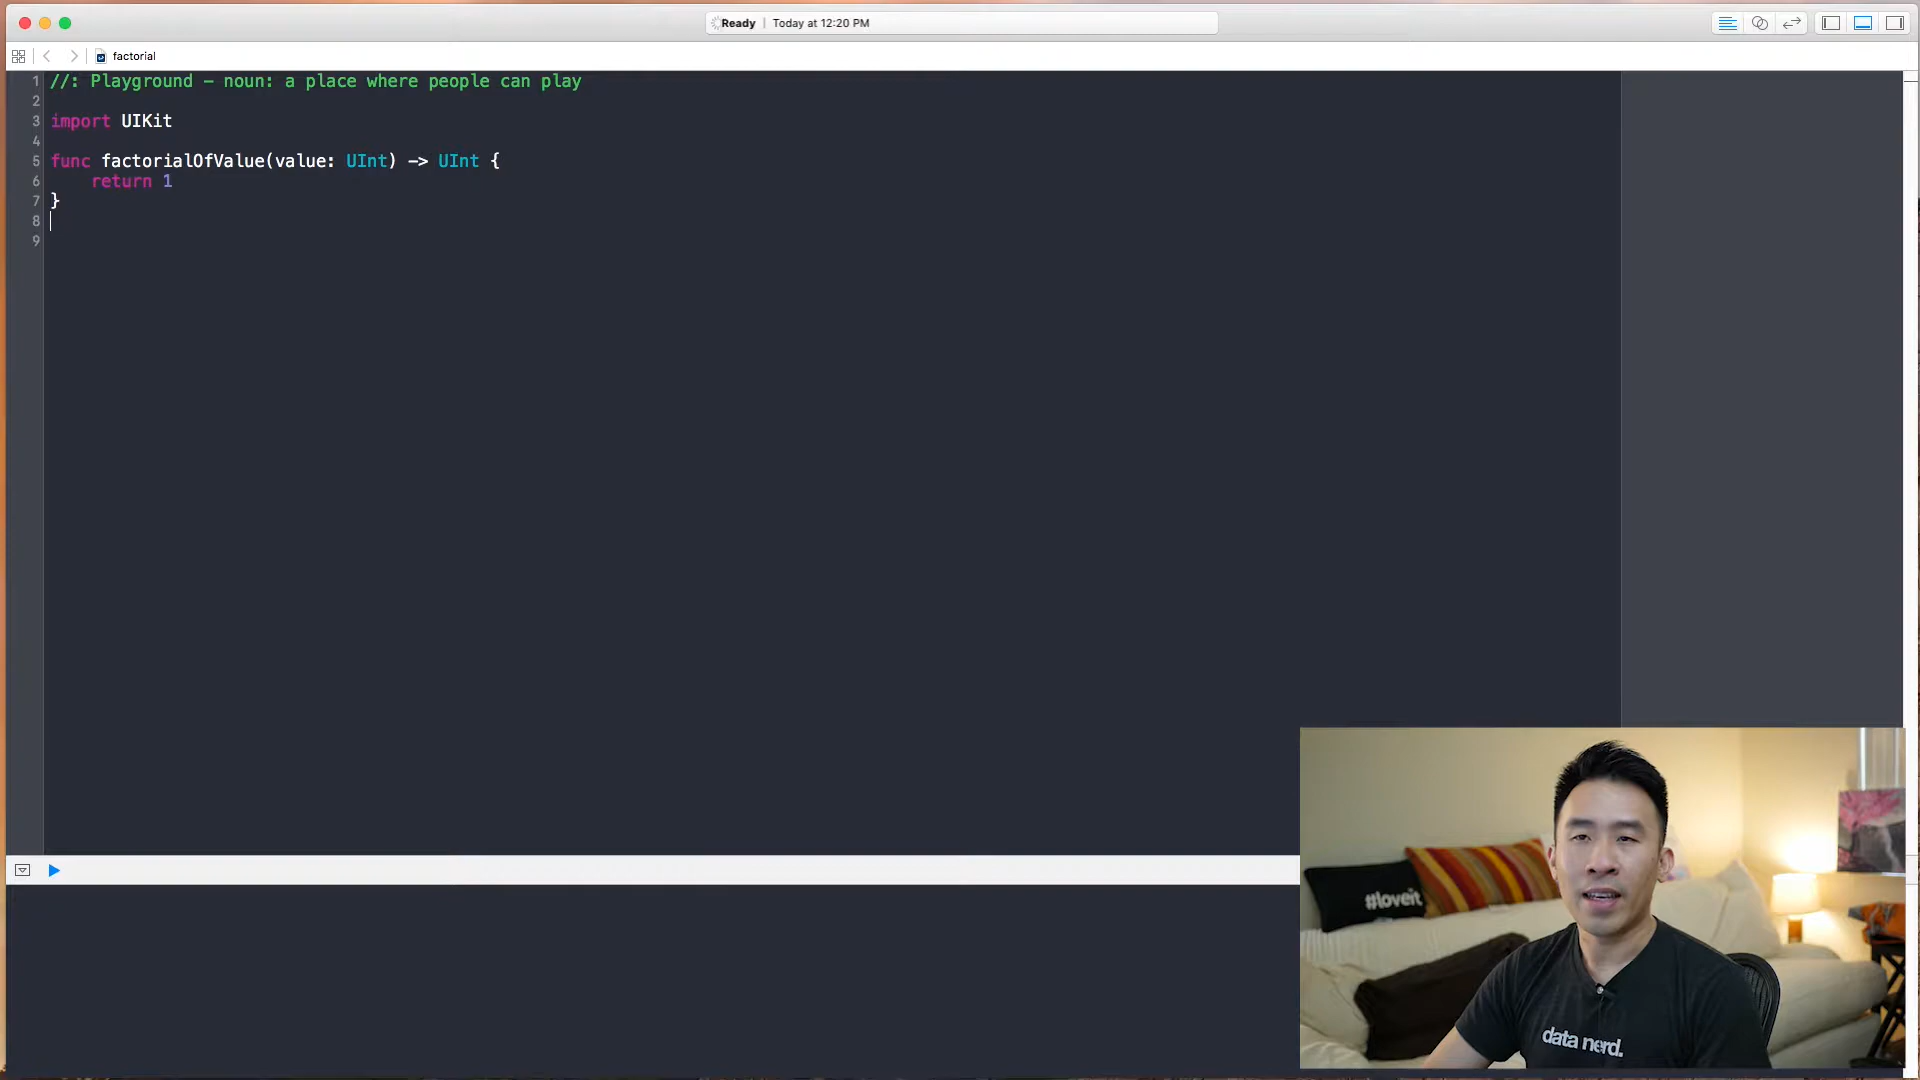 Ready | Today at 12:20 PM
factorial
1 //: Playground - noun: a place where people can play
2
3 import UIKit
4
5 func factorialOfValue(value: UInt) -> UInt {
6 return 1
7 }
8
9
#loveit
data nerd.